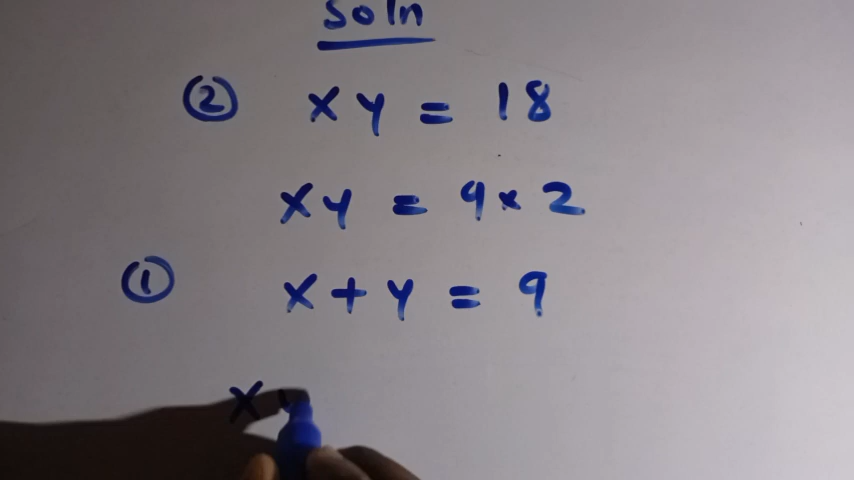 Soln
② xy = 18
xy = 9 × 2
① x + y = 9
x